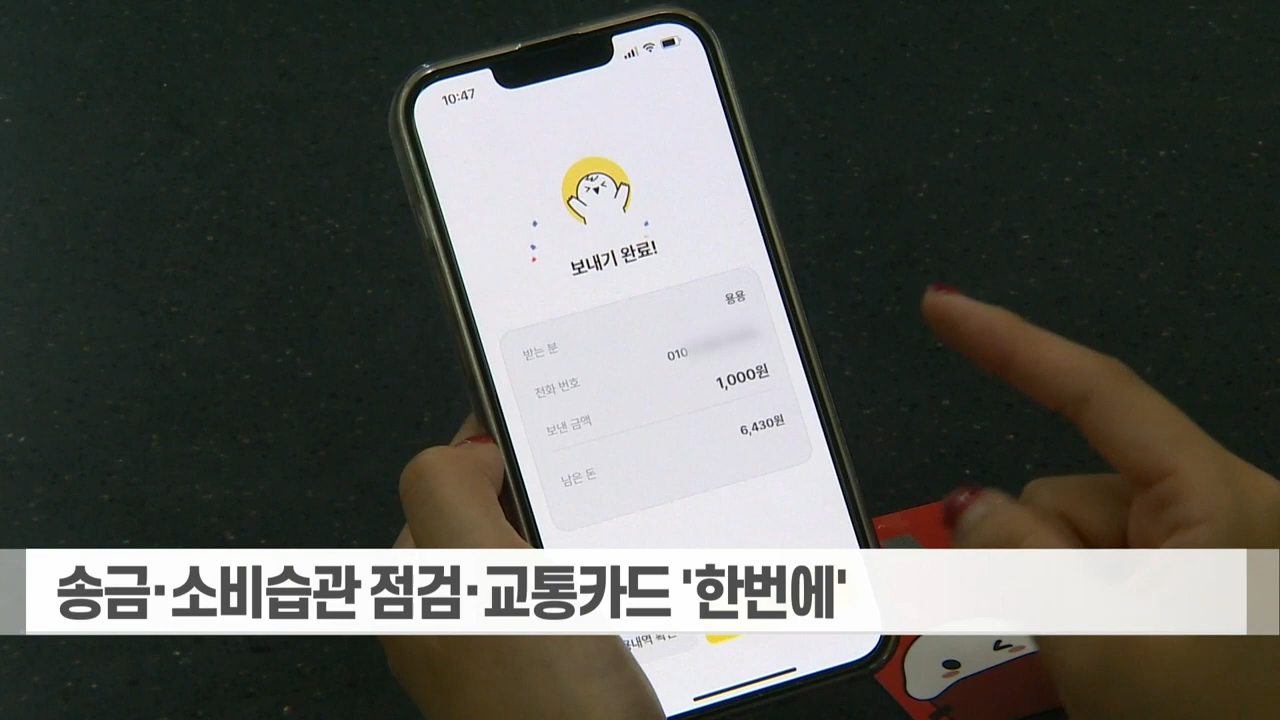 10:47
보내기 완료!
받는 분 용용
전화 번호 010
보낸 금액 1,000원
남은 돈 6,430원
송금·소비습관 점검·교통카드 '한번에'